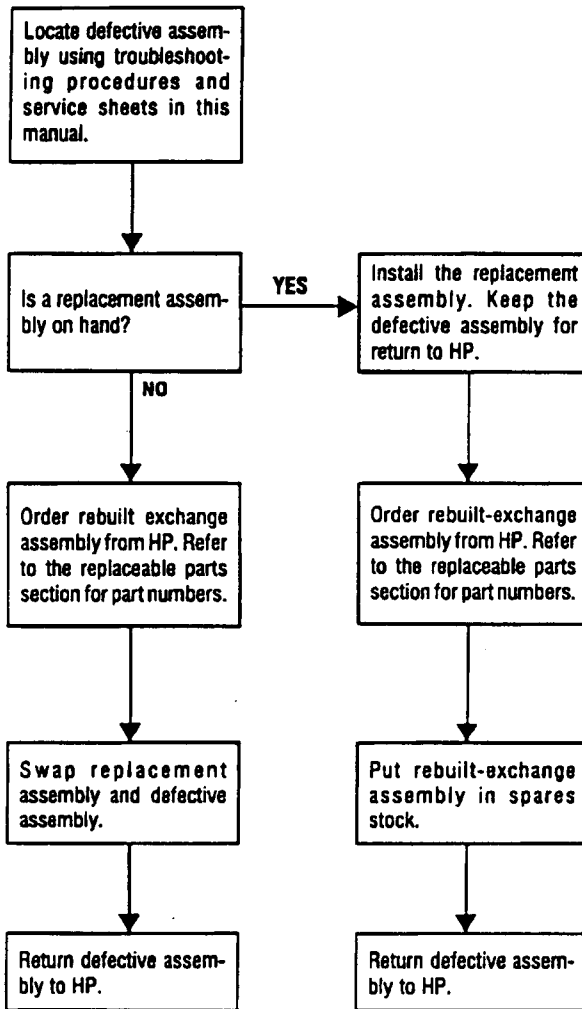 Locate defective assem-
bly using troubleshoot-
ing procedures and
service sheets in this
manual.
Is a replacement assem-
bly on hand?
YES
Install the replacement
assembly. Keep the
defective assembly for
return to HP.
NO
Order rebuilt exchange
assembly from HP. Refer
to the replaceable parts
section for part numbers.
Order rebuilt-exchange
assembly from HP. Refer
to the replaceable parts
section for part numbers.
Swap replacement
assembly and defective
assembly.
Put rebuilt-exchange
assembly in spares
stock.
Return defective assem-
bly to HP.
Return defective assem-
bly to HP.